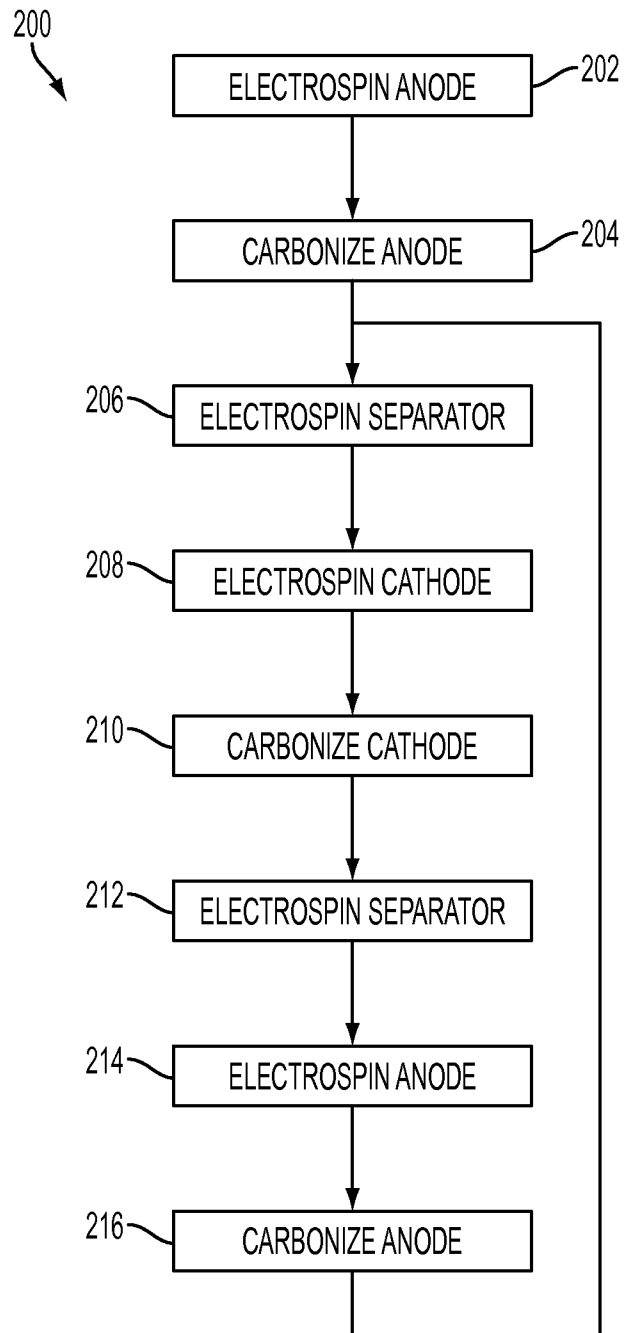 200
ELECTROSPIN ANODE
202
CARBONIZE ANODE
204
206
ELECTROSPIN SEPARATOR
208
ELECTROSPIN CATHODE
210
CARBONIZE CATHODE
212
ELECTROSPIN SEPARATOR
214
ELECTROSPIN ANODE
216
CARBONIZE ANODE